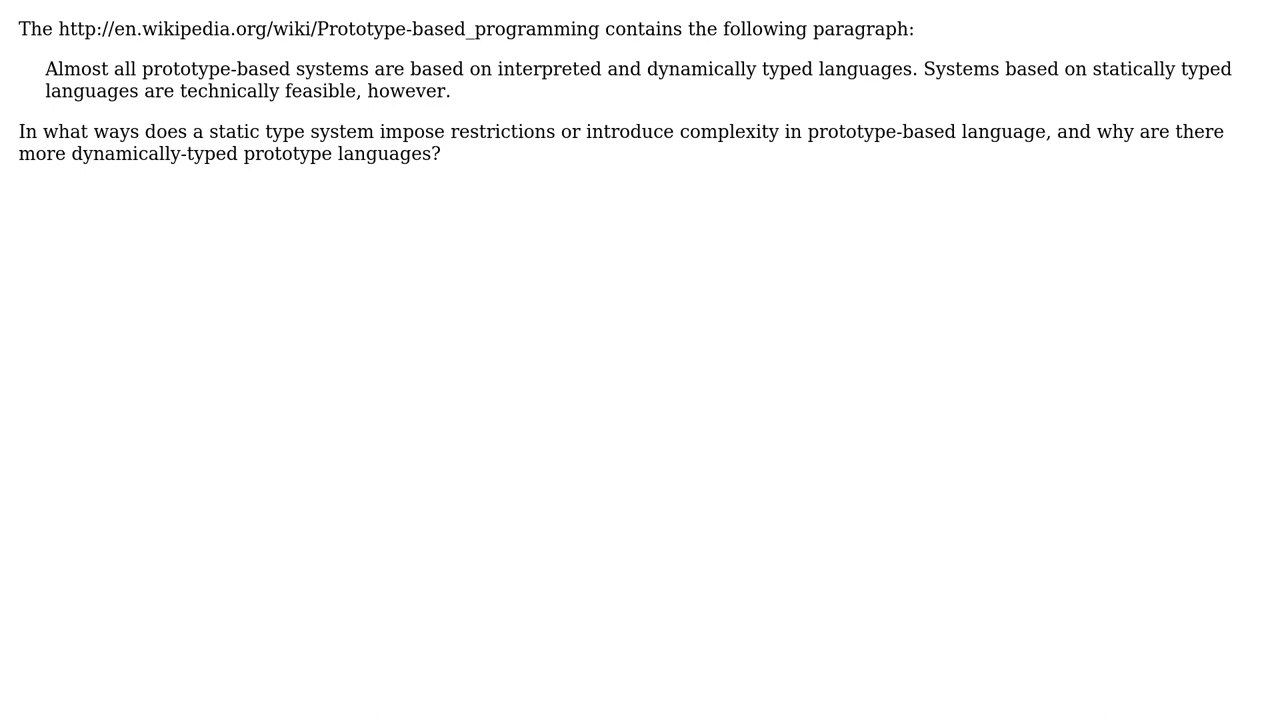 The http://en.wikipedia.org/wiki/Prototype-based_programming contains the following paragraph:
Almost all prototype-based systems are based on interpreted and dynamically typed languages. Systems based on statically typed
languages are technically feasible, however.
In what ways does a static type system impose restrictions or introduce complexity in prototype-based language, and why are there
more dynamically-typed prototype languages?